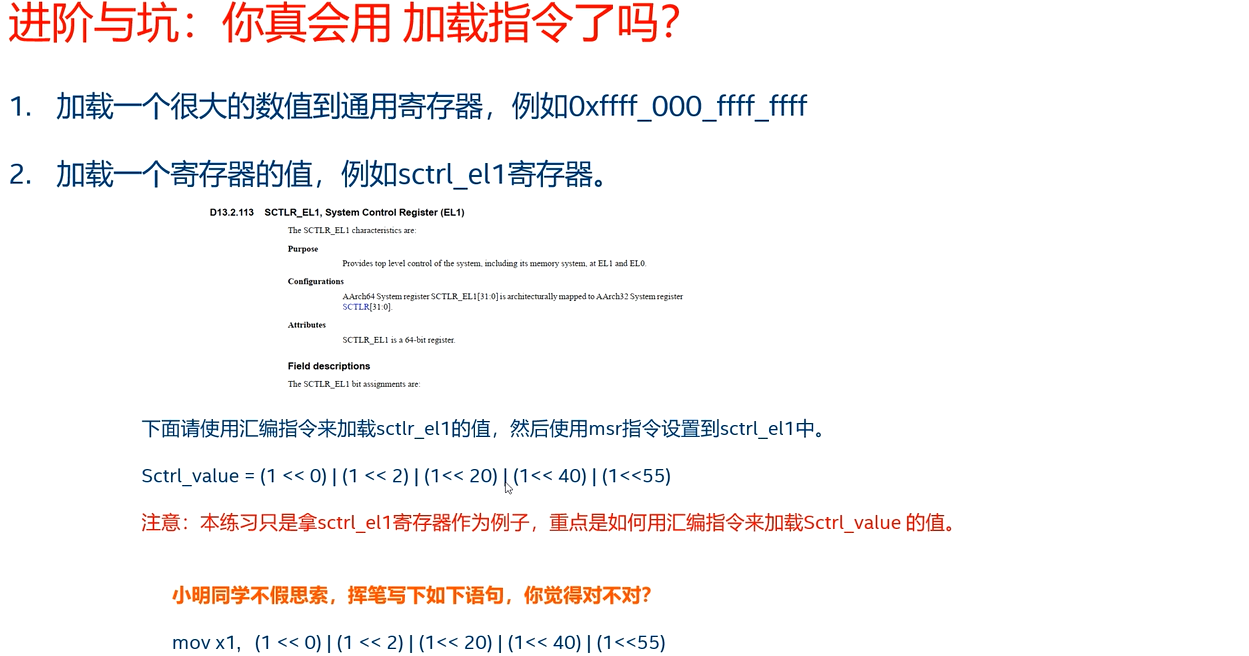 进阶与坑：你真会用 加载指令了吗？
1. 加载一个很大的数值到通用寄存器，例如0xffff_000_ffff_ffff
2. 加载一个寄存器的值，例如sctrl_el1寄存器。
D13.2.113 SCTLR_EL1, System Control Register (EL1)
The SCTLR_EL1 characteristics are:
Purpose
Provides top level control of the system, including its memory system, at EL1 and EL0.
Configurations
AArch64 System register SCTLR_EL1[31:0] is architecturally mapped to AArch32 System register
SCTLR[31:0].
Attributes
SCTLR_EL1 is a 64-bit register.
Field descriptions
The SCTLR_EL1 bit assignments are:
下面请使用汇编指令来加载sctlr_el1的值，然后使用msr指令设置到sctrl_el1中。
Sctrl_value = (1 << 0) | (1 << 2) | (1<< 20) | (1<< 40) | (1<<55)
注意：本练习只是拿sctrl_el1寄存器作为例子，重点是如何用汇编指令来加载Sctrl_value 的值。
小明同学不假思索，挥笔写下如下语句，你觉得对不对？
mov x1, (1 << 0) | (1 << 2) | (1<< 20) | (1<< 40) | (1<<55)